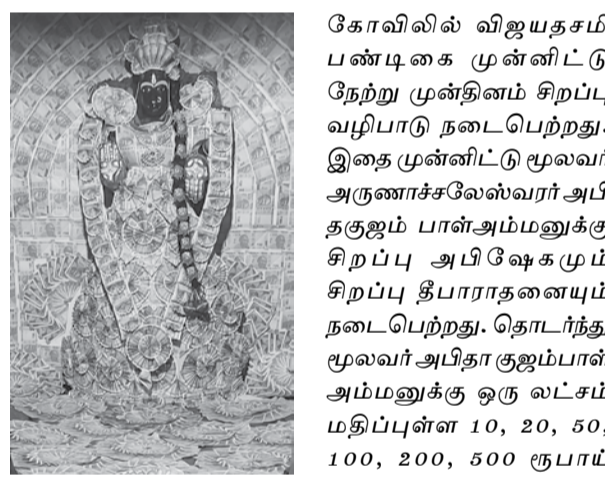 கோவிலில் விஜயதசமி
பண்டிகை முன்னிட்டு
நேற்று முன்தினம் சிறப்பு
வழிபாடு நடைபெற்றது.
இதை முன்னிட்டு மூலவர்
அருணாச்சலேஸ்வரர் அபி
தகுஜம் பாள்அம்மனுக்கு
சிறப்பு அபிஷேகமும்
சிறப்பு தீபாராதனையும்
நடைபெற்றது. தொடர்ந்து
மூலவர் அபிதா குஜம்பாள்
அம்மனுக்கு ஒரு லட்சம்
மதிப்புள்ள 10, 20, 50,
100, 200, 500 ரூபாய்